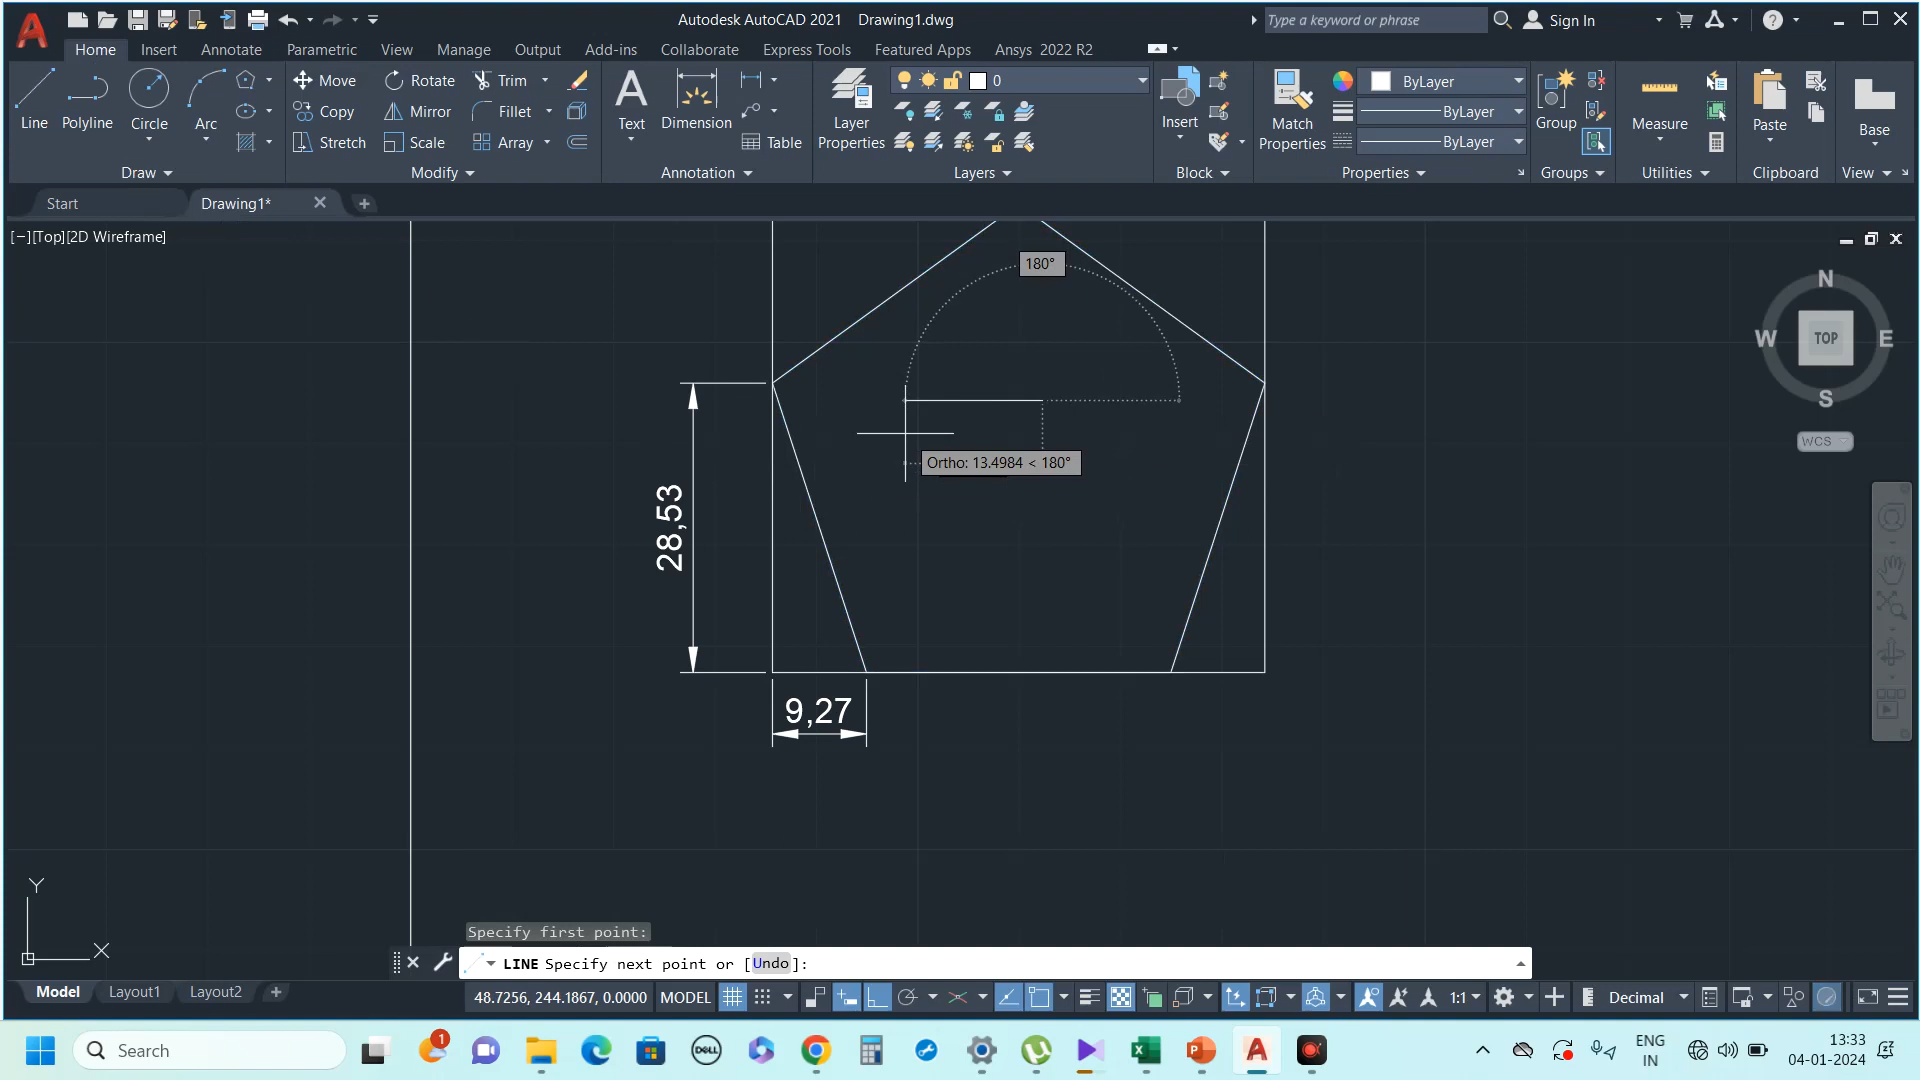 Autodesk AutoCAD 2021 Drawing1.dwg
Type a keyword or phrase
Sign In
Home Insert Annotate Parametric View Manage Output Add-ins Collaborate Express Tools Featured Apps Ansys 2022 R2
Line Polyline Circle Arc
Move Rotate Trim
Copy Mirror Fillet
Stretch Scale Array
Text Dimension Table
Layer Properties
0
Insert
Match Properties
ByLayer
ByLayer
ByLayer
Group
Measure
Paste
Base
Draw Modify Annotation Layers Block Properties Groups Utilities Clipboard View
Start Drawing1*
[−][Top][2D Wireframe]
180°
N
W TOP E
S
WCS
Ortho: 13.4984 < 180°
28,53
9,27
Y
X
Specify first point:
LINE Specify next point or [Undo]:
Model Layout1 Layout2
48.7256, 244.1867, 0.0000 MODEL 1:1 Decimal
Search
1
DELL
ENG
IN
13:33
04-01-2024